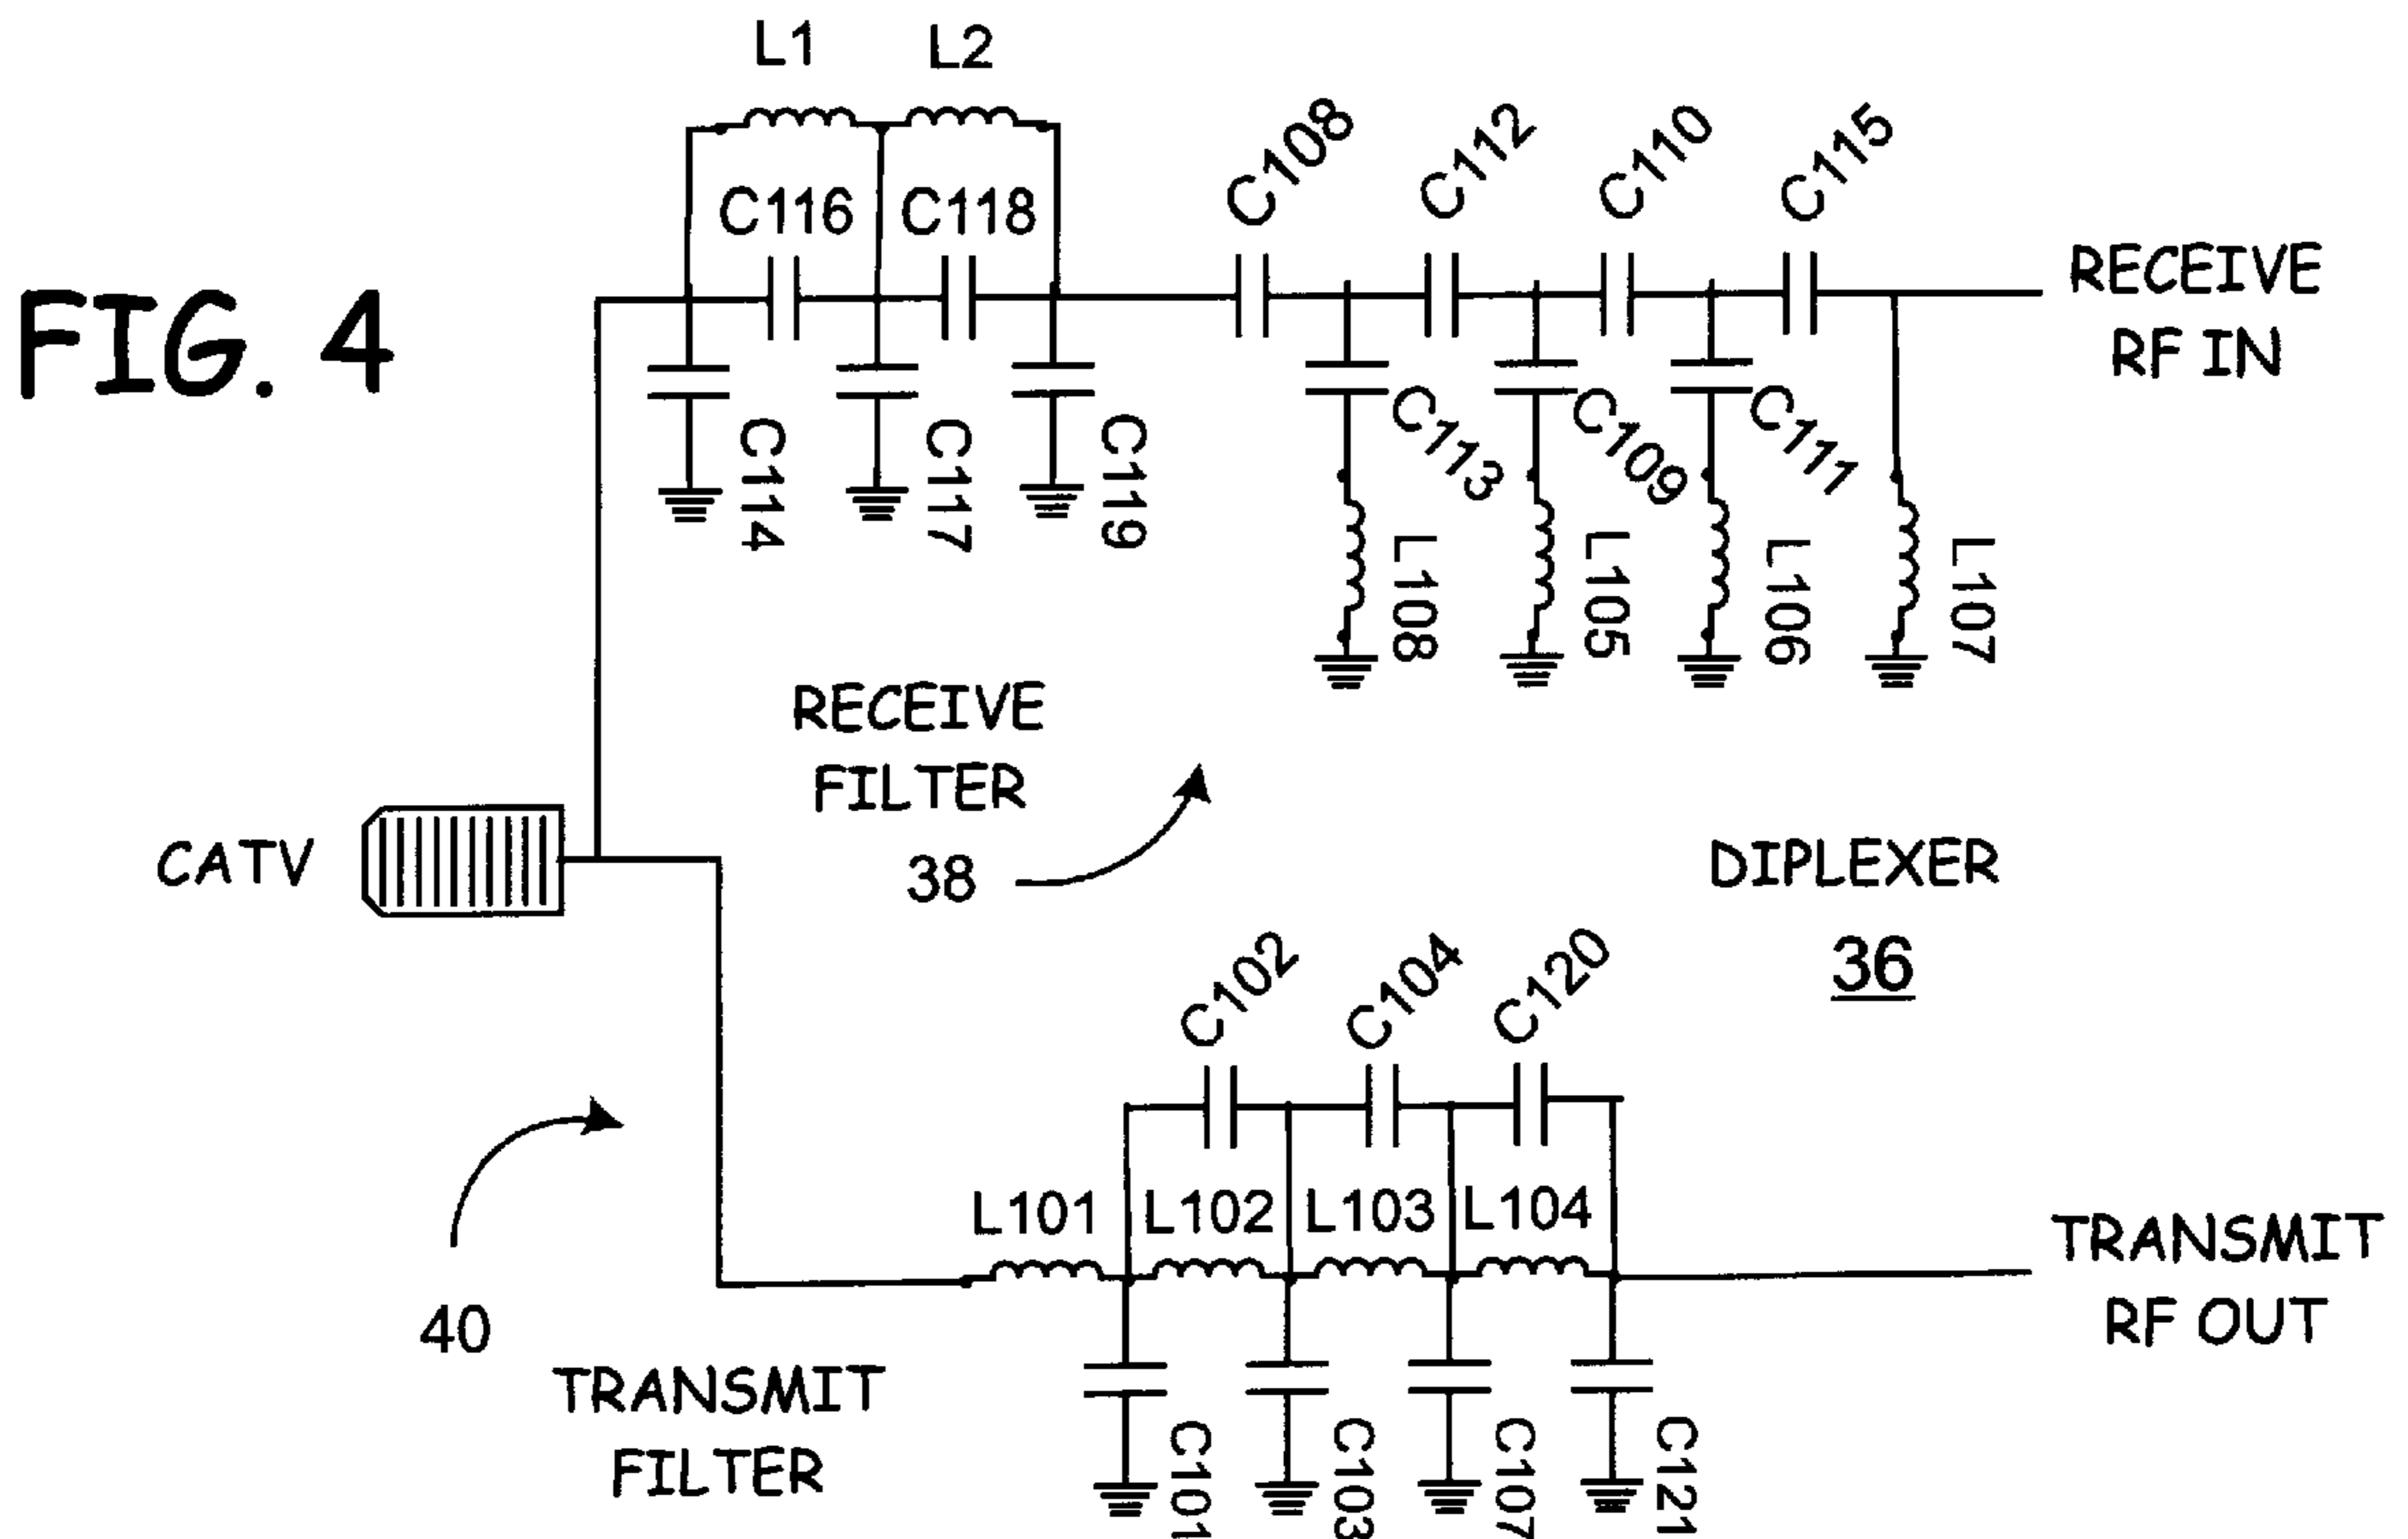 FIG. 4
L1
L2
C116
C118
C108
C112
C110
C115
RECEIVE
RF IN
C114
C117
C119
C113
C109
C111
L108
L105
L106
L107
RECEIVE
FILTER
38
CATV
DIPLEXER
36
C102
C104
C120
L101
L102
L103
L104
TRANSMIT
RF OUT
40
TRANSMIT
FILTER
C101
C103
C107
C121